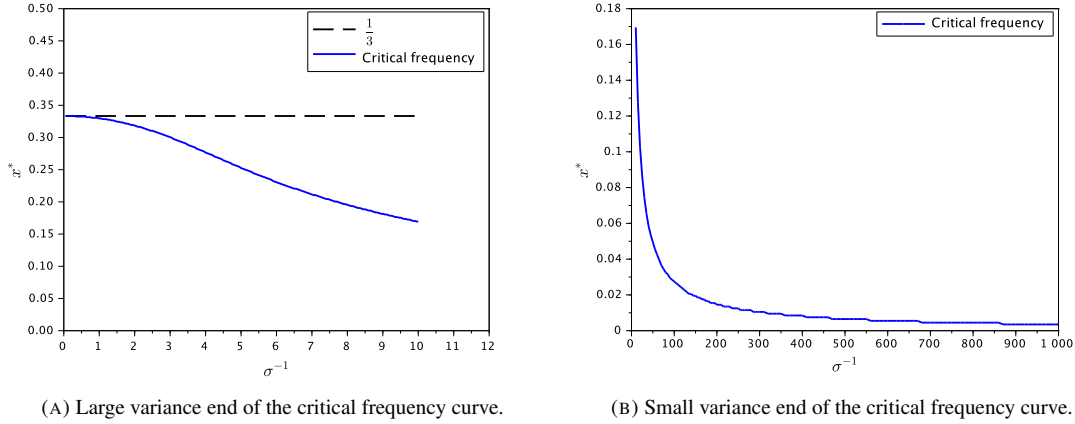 0.50
0.45
0.40
0.35
0.30
0.25
0.20
0.15
0.10
0.05
0.00
x*
1/3
Critical frequency
0 1 2 3 4 5 6 7 8 9 10 11 12
σ⁻¹
(A) Large variance end of the critical frequency curve.
0.18
0.16
0.14
0.12
0.1
0.08
0.06
0.04
0.02
0
x*
Critical frequency
0 100 200 300 400 500 600 700 800 900 1 000
σ⁻¹
(B) Small variance end of the critical frequency curve.